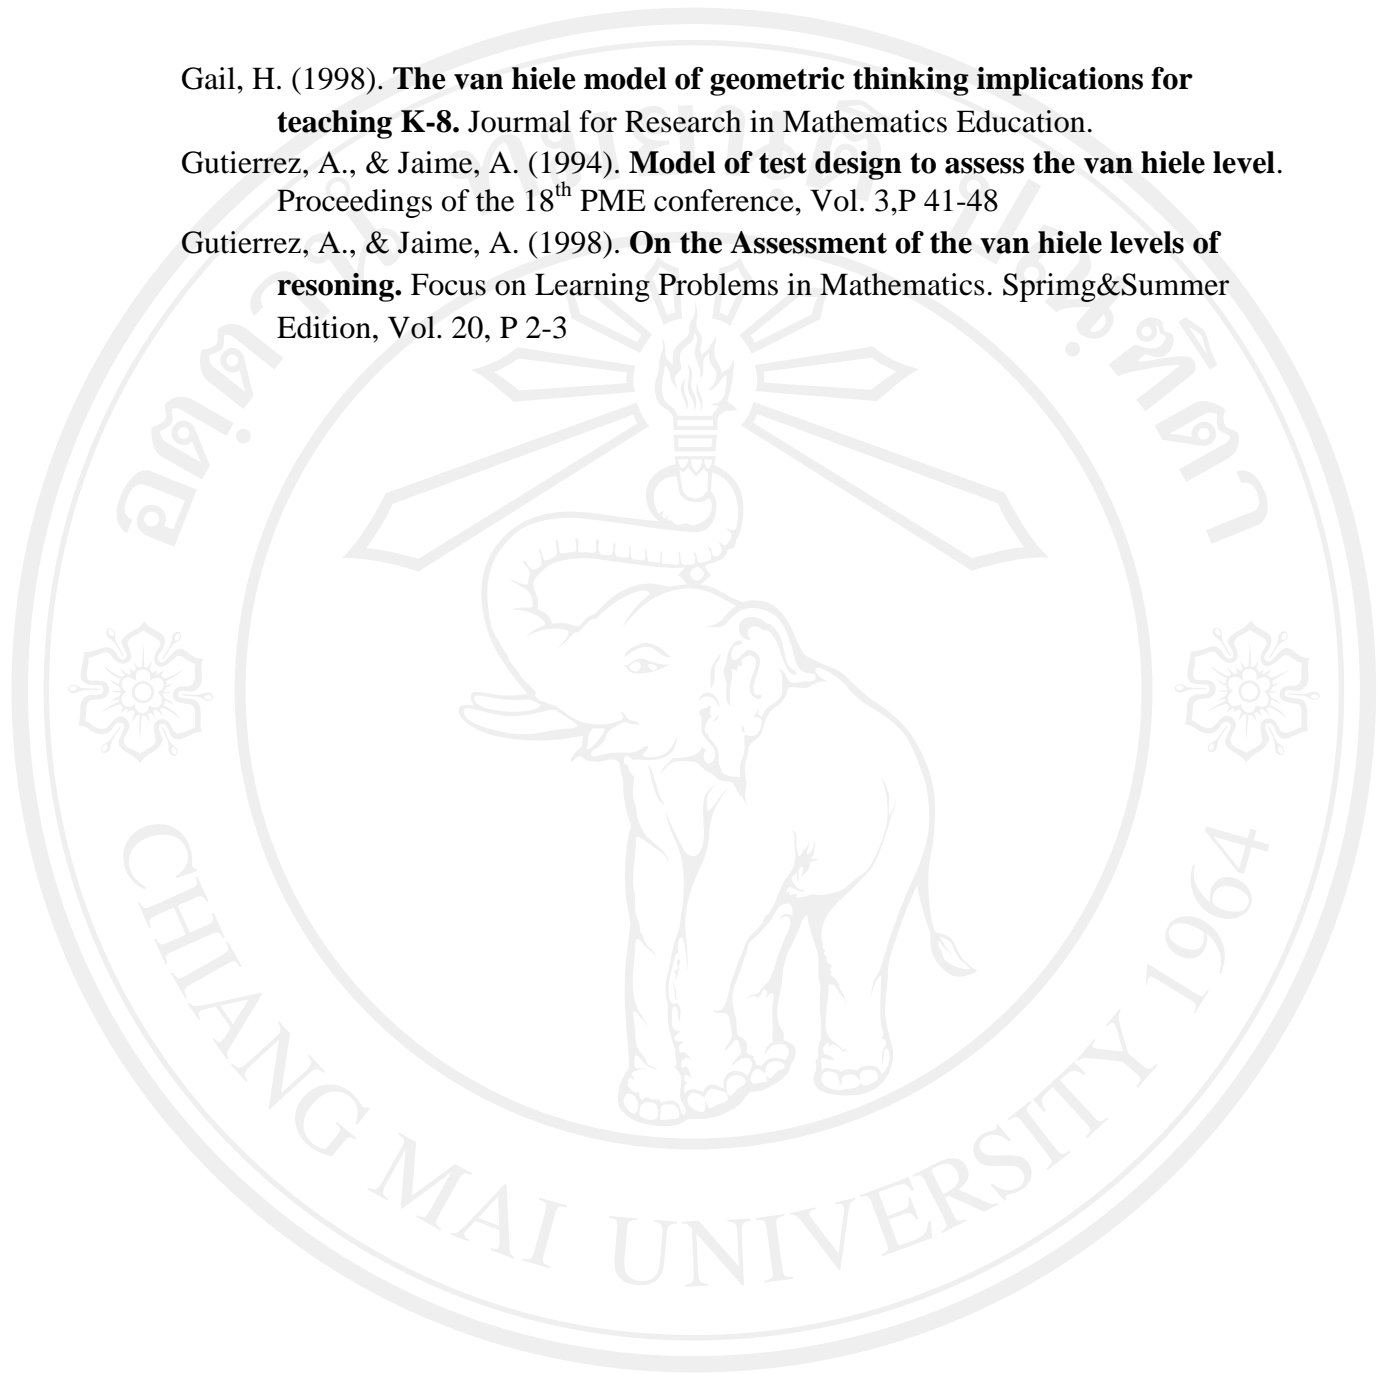 Gail, H. (1998). The van hiele model of geometric thinking implications for
teaching K-8. Jourmal for Research in Mathematics Education.
Gutierrez, A., & Jaime, A. (1994). Model of test design to assess the van hiele level.
Proceedings of the 18th PME conference, Vol. 3,P 41-48
Gutierrez, A., & Jaime, A. (1998). On the Assessment of the van hiele levels of
resoning. Focus on Learning Problems in Mathematics. Sprimg&Summer
Edition, Vol. 20, P 2-3
CHIANG MAI UNIVERSITY 1964